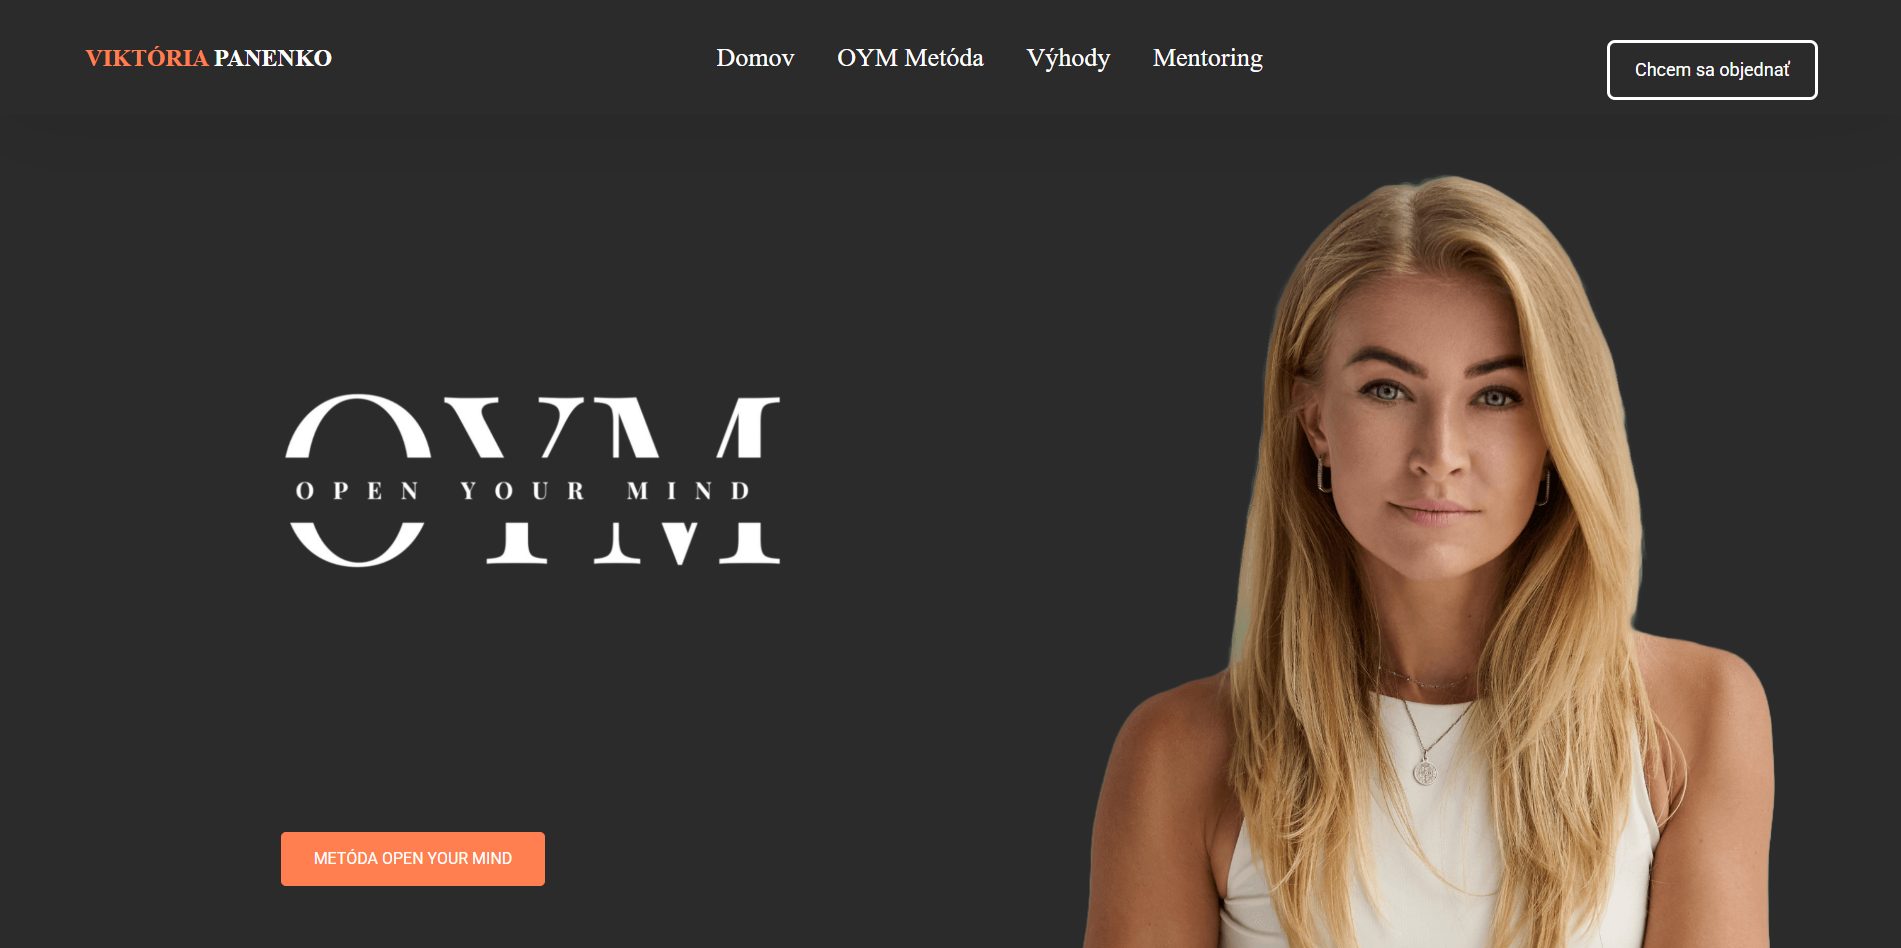 VIKTÓRIA PANENKO
Domov OYM Metóda Výhody Mentoring
Chcem sa objednať
OYM
OPEN YOUR MIND
METÓDA OPEN YOUR MIND